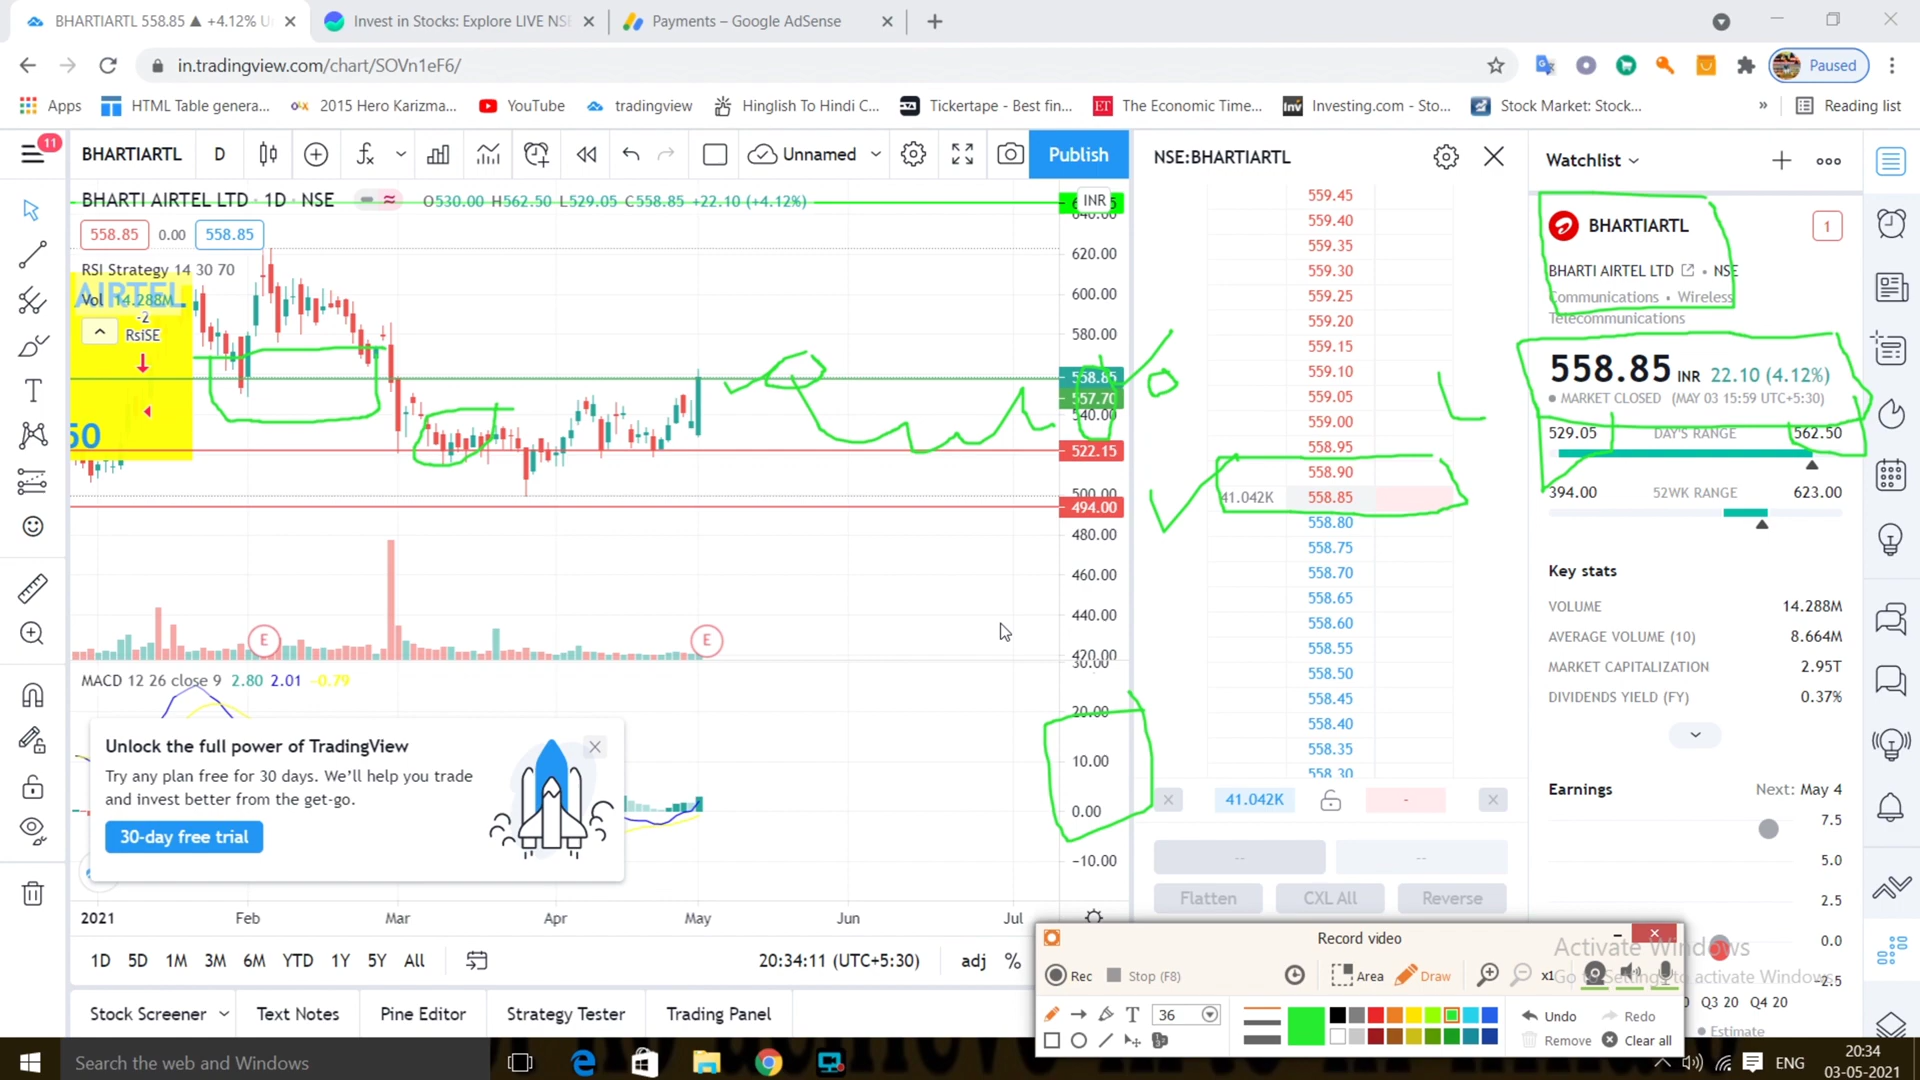 BHARTIARTL 558.85 ▲ +4.12% U
Invest in Stocks: Explore LIVE NSE
Payments – Google AdSense
in.tradingview.com/chart/SOVn1eF6/
Paused
Apps
HTML Table genera...
2015 Hero Karizma...
YouTube
tradingview
Hinglish To Hindi C...
Tickertape - Best fin...
The Economic Time...
Investing.com - Sto...
Stock Market: Stock...
»
Reading list
11
BHARTIARTL
D
Unnamed
Publish
BHARTI AIRTEL LTD · 1D · NSE
O530.00 H562.50 L529.05 C558.85 +22.10 (+4.12%)
558.85 0.00 558.85
RSI Strategy 14 30 70
AIRTEL
Vol 14.288M
-2
RsiSE
50
INR
640.00
620.00
600.00
580.00
558.85
557.70
540.00
522.15
500.00
494.00
480.00
460.00
440.00
420.00
E
E
MACD 12 26 close 9 2.80 2.01 -0.79
30.00
20.00
10.00
0.00
−10.00
Unlock the full power of TradingView
Try any plan free for 30 days. We'll help you trade
and invest better from the get-go.
30-day free trial
2021 Feb Mar Apr May Jun Jul
1D 5D 1M 3M 6M YTD 1Y 5Y All
20:34:11 (UTC+5:30)
adj %
Stock Screener
Text Notes
Pine Editor
Strategy Tester
Trading Panel
NSE:BHARTIARTL
559.45
559.40
559.35
559.30
559.25
559.20
559.15
559.10
559.05
559.00
558.95
558.90
41.042K 558.85
558.80
558.75
558.70
558.65
558.60
558.55
558.50
558.45
558.40
558.35
558.30
41.042K -
-- --
Flatten CXL All Reverse
Watchlist
BHARTIARTL
1
BHARTI AIRTEL LTD • NSE
Communications • Wireless
Telecommunications
558.85 INR 22.10 (4.12%)
MARKET CLOSED (MAY 03 15:59 UTC+5:30)
529.05 DAY'S RANGE 562.50
394.00 52WK RANGE 623.00
Key stats
VOLUME 14.288M
AVERAGE VOLUME (10) 8.664M
MARKET CAPITALIZATION 2.95T
DIVIDENDS YIELD (FY) 0.37%
Earnings Next: May 4
7.5
5.0
2.5
0.0
-2.5
Q3 20 Q4 20
Estimate
Activate Windows
Go to Settings to activate Windows.
Record video
Rec Stop (F8) Area Draw x1
T 36
Undo Redo
Remove Clear all
Search the web and Windows
ENG
20:34
03-05-2021